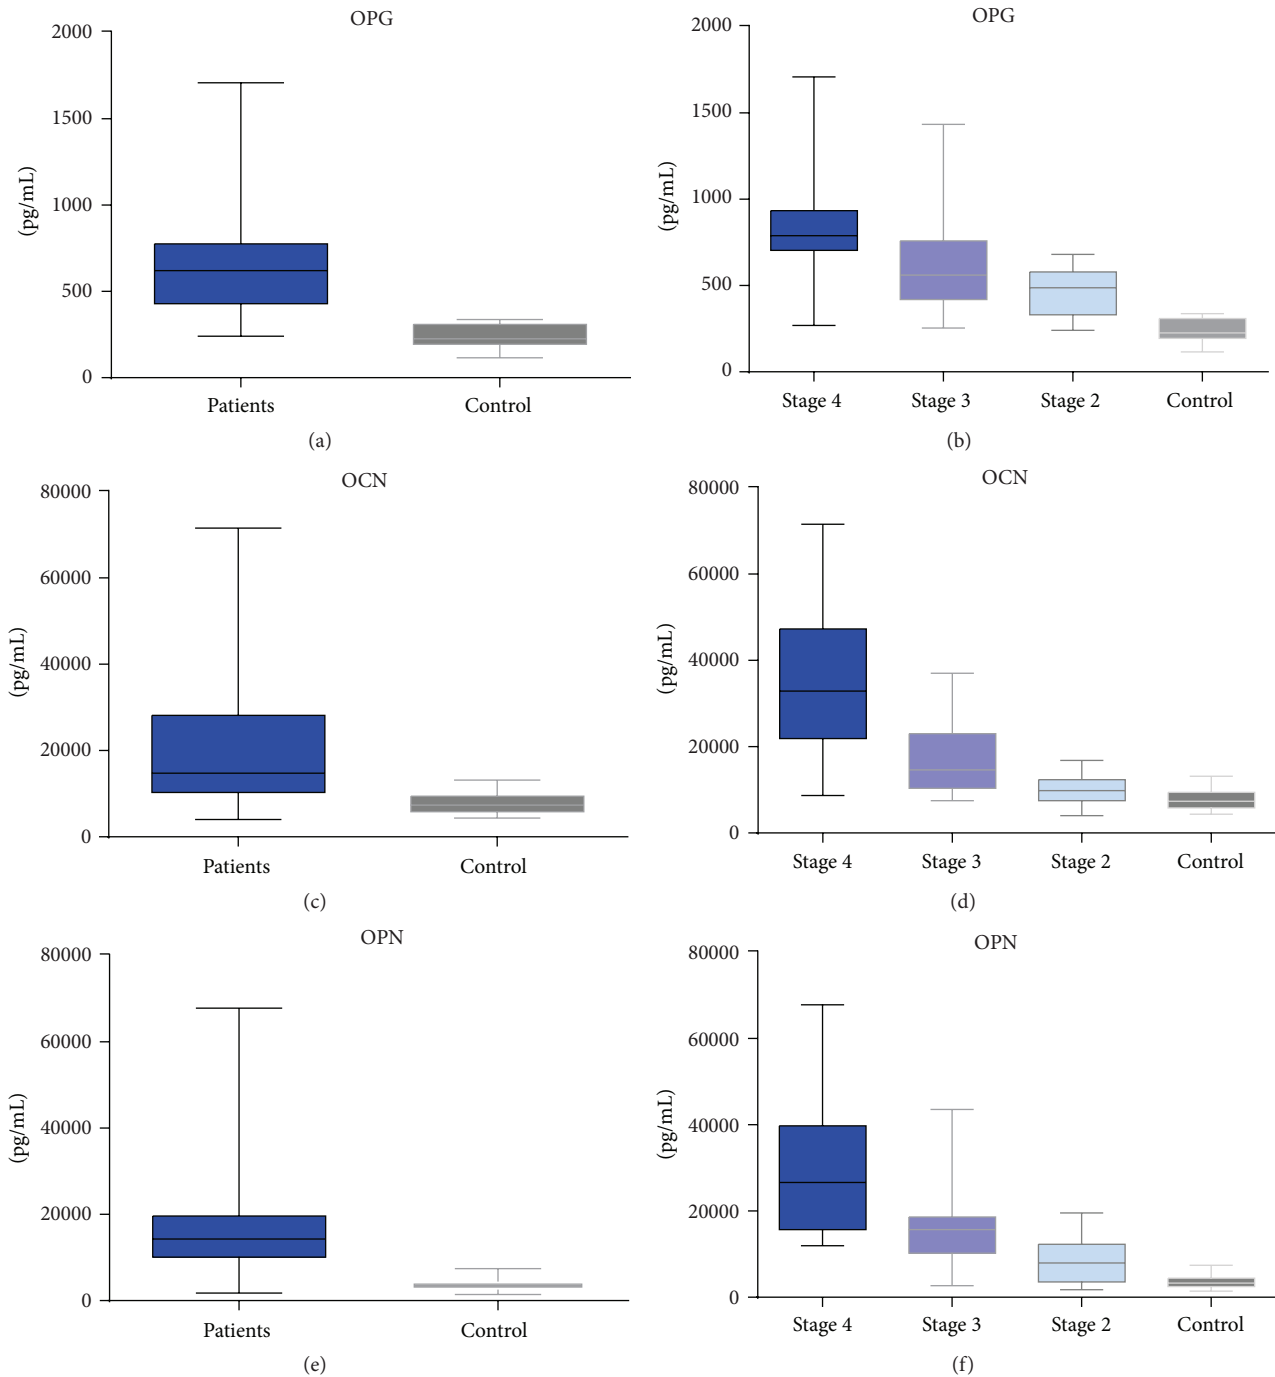 OPG
2000
1500
1000
500
0
(pg/mL)
Patients Control
(a)
OPG
2000
1500
1000
500
0
(pg/mL)
Stage 4 Stage 3 Stage 2 Control
(b)
OCN
80000
60000
40000
20000
0
(pg/mL)
Patients Control
(c)
OCN
80000
60000
40000
20000
0
(pg/mL)
Stage 4 Stage 3 Stage 2 Control
(d)
OPN
80000
60000
40000
20000
0
(pg/mL)
Patients Control
(e)
OPN
80000
60000
40000
20000
0
(pg/mL)
Stage 4 Stage 3 Stage 2 Control
(f)